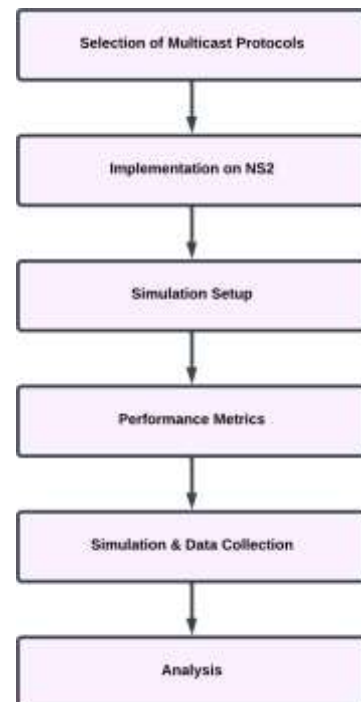 Selection of Multicast Protocols
Implementation on NS2
Simulation Setup
Performance Metrics
Simulation & Data Collection
Analysis